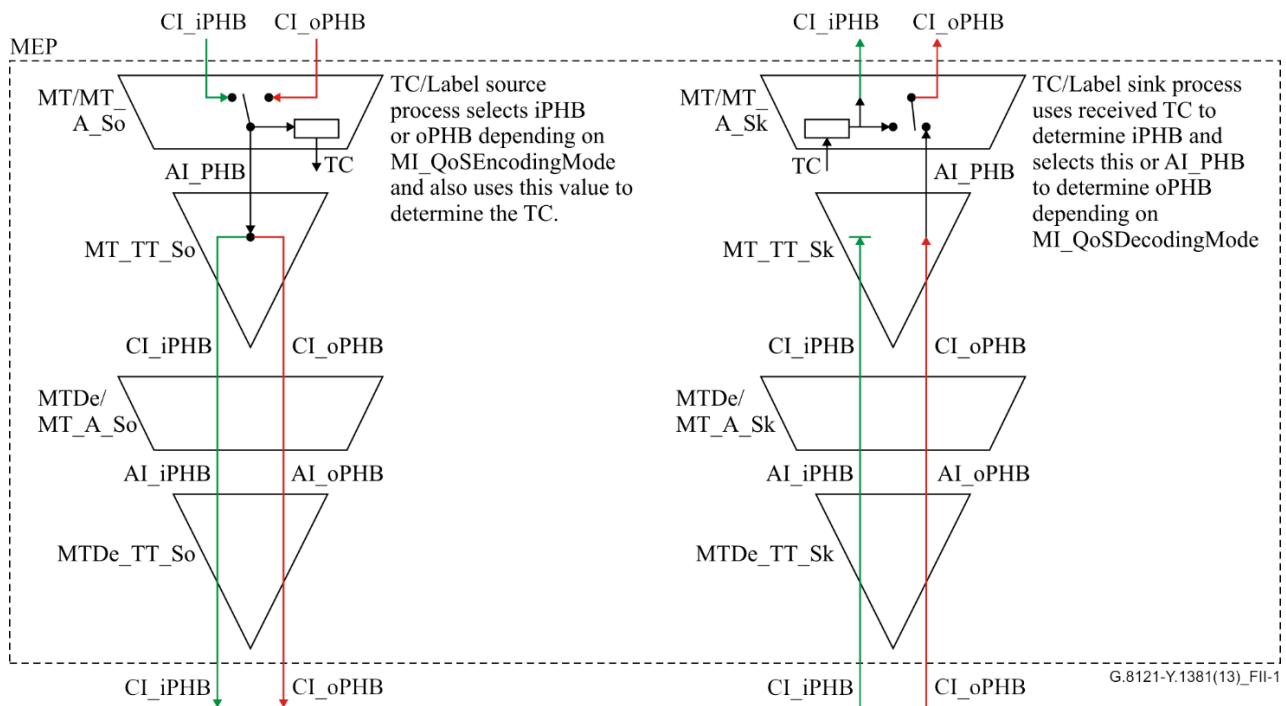 CI_iPHB CI_oPHB CI_iPHB CI_oPHB
MEP
MT/MT_
A_So
TC/Label source
process selects iPHB
or oPHB depending on
MI_QoSEncodingMode
and also uses this value to
determine the TC.
TC
AI_PHB
MT_TT_So
CI_iPHB CI_oPHB
MTDe/
MT_A_So
AI_iPHB AI_oPHB
MTDe_TT_So
CI_iPHB CI_oPHB
MT/MT_
A_Sk
TC/Label sink process
uses received TC to
determine iPHB and
selects this or AI_PHB
to determine oPHB
depending on
MI_QoSDecodingMode
TC
AI_PHB
MT_TT_Sk
CI_iPHB CI_oPHB
MTDe/
MT_A_Sk
AI_iPHB AI_oPHB
MTDe_TT_Sk
CI_iPHB CI_oPHB
G.8121-Y.1381(13)_FII-1